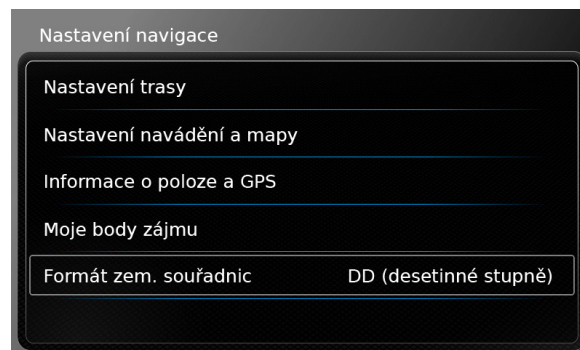 Nastavení navigace
Nastavení trasy
Nastavení navádění a mapy
Informace o poloze a GPS
Moje body zájmu
Formát zem. souřadnic DD (desetinné stupně)